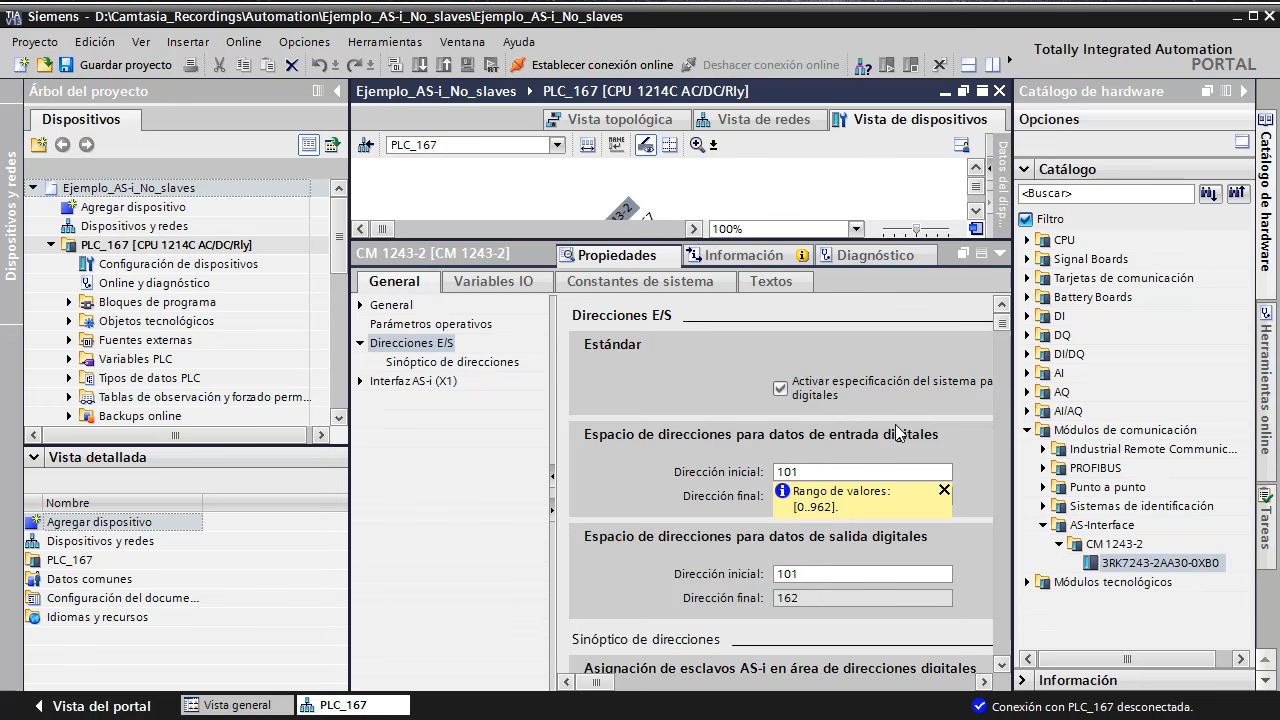 TIA V13 Siemens - D:\Camtasia_Recordings\Automation\Ejemplo_AS-i_No_slaves\Ejemplo_AS-i_No_slaves
Proyecto Edición Ver Insertar Online Opciones Herramientas Ventana Ayuda
Totally Integrated Automation
PORTAL
Guardar proyecto
Establecer conexión online
Deshacer conexión online
Árbol del proyecto
Dispositivos
Dispositivos y redes
Ejemplo_AS-i_No_slaves
Agregar dispositivo
Dispositivos y redes
PLC_167 [CPU 1214C AC/DC/Rly]
Configuración de dispositivos
Online y diagnóstico
Bloques de programa
Objetos tecnológicos
Fuentes externas
Variables PLC
Tipos de datos PLC
Tablas de observación y forzado perm...
Backups online
Vista detallada
Nombre
Agregar dispositivo
Dispositivos y redes
PLC_167
Datos comunes
Configuración del docume...
Idiomas y recursos
Ejemplo_AS-i_No_slaves PLC_167 [CPU 1214C AC/DC/Rly]
Vista topológica Vista de redes Vista de dispositivos
PLC_167
Datos del disp...
100%
CM 1243-2 [CM 1243-2]
Propiedades Información Diagnóstico
General Variables IO Constantes de sistema Textos
General
Parámetros operativos
Direcciones E/S
Sinóptico de direcciones
Interfaz AS-i (X1)
Direcciones E/S
Estándar
Activar especificación del sistema pa
digitales
Espacio de direcciones para datos de entrada digitales
Dirección inicial: 101
Dirección final:
Rango de valores:
[0..962].
Espacio de direcciones para datos de salida digitales
Dirección inicial: 101
Dirección final: 162
Sinóptico de direcciones
Asignación de esclavos AS-i en área de direcciones digitales
Catálogo de hardware
Opciones
Catálogo
<Buscar>
Filtro
CPU
Signal Boards
Tarjetas de comunicación
Battery Boards
DI
DQ
DI/DQ
AI
AQ
AI/AQ
Módulos de comunicación
Industrial Remote Communic...
PROFIBUS
Punto a punto
Sistemas de identificación
AS-Interface
CM 1243-2
3RK7243-2AA30-0XB0
Módulos tecnológicos
Información
Catálogo de hardware
Herramientas online
Tareas
Vista del portal
Vista general
PLC_167
Conexión con PLC_167 desconectada.